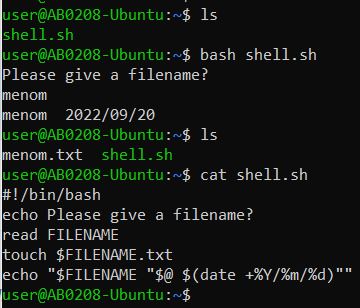 user@AB0208-Ubuntu:~$ ls
shell.sh
user@AB0208-Ubuntu:~$ bash shell.sh
Please give a filename?
menom
menom  2022/09/20
user@AB0208-Ubuntu:~$ ls
menom.txt  shell.sh
user@AB0208-Ubuntu:~$ cat shell.sh
#!/bin/bash
echo Please give a filename?
read FILENAME
touch $FILENAME.txt
echo "$FILENAME "$@ $(date +%Y/%m/%d)""
user@AB0208-Ubuntu:~$